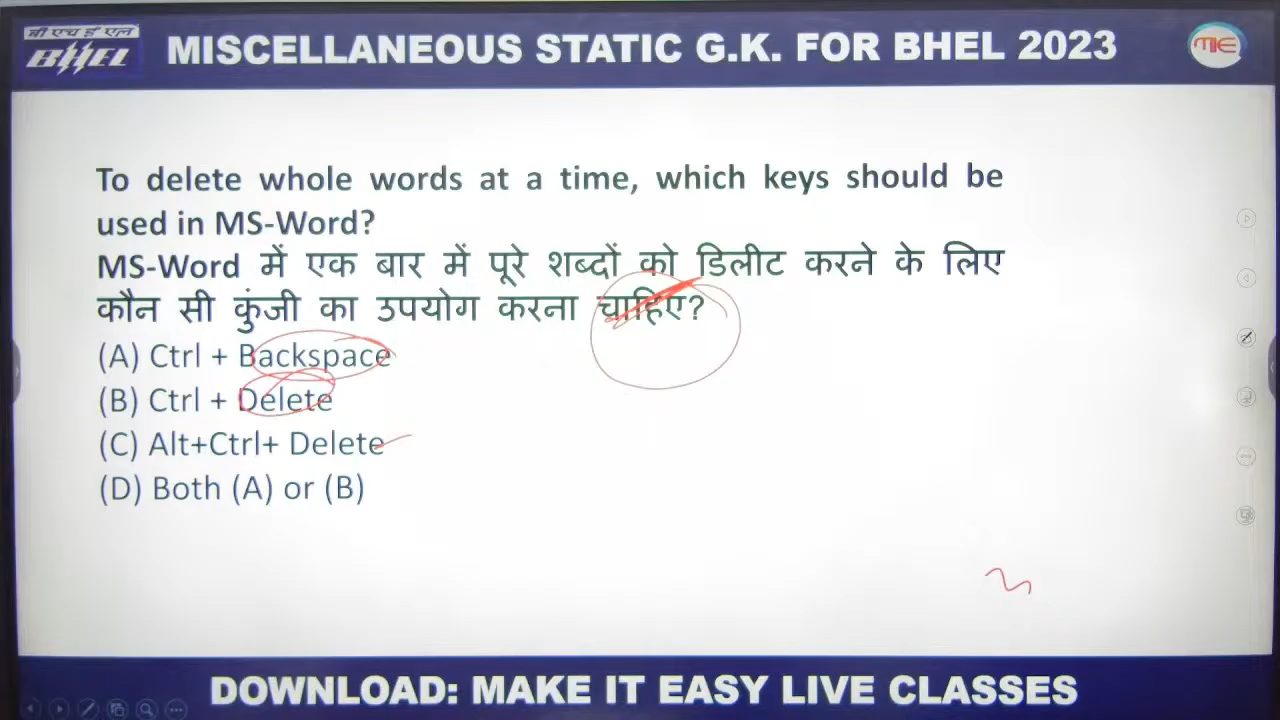 बी एच ई एल
BHEL
MISCELLANEOUS STATIC G.K. FOR BHEL 2023
MIE
To delete whole words at a time, which keys should be
used in MS-Word?
MS-Word में एक बार में पूरे शब्दों को डिलीट करने के लिए
कौन सी कुंजी का उपयोग करना चाहिए?
(A) Ctrl + Backspace
(B) Ctrl + Delete
(C) Alt+Ctrl+ Delete
(D) Both (A) or (B)
DOWNLOAD: MAKE IT EASY LIVE CLASSES